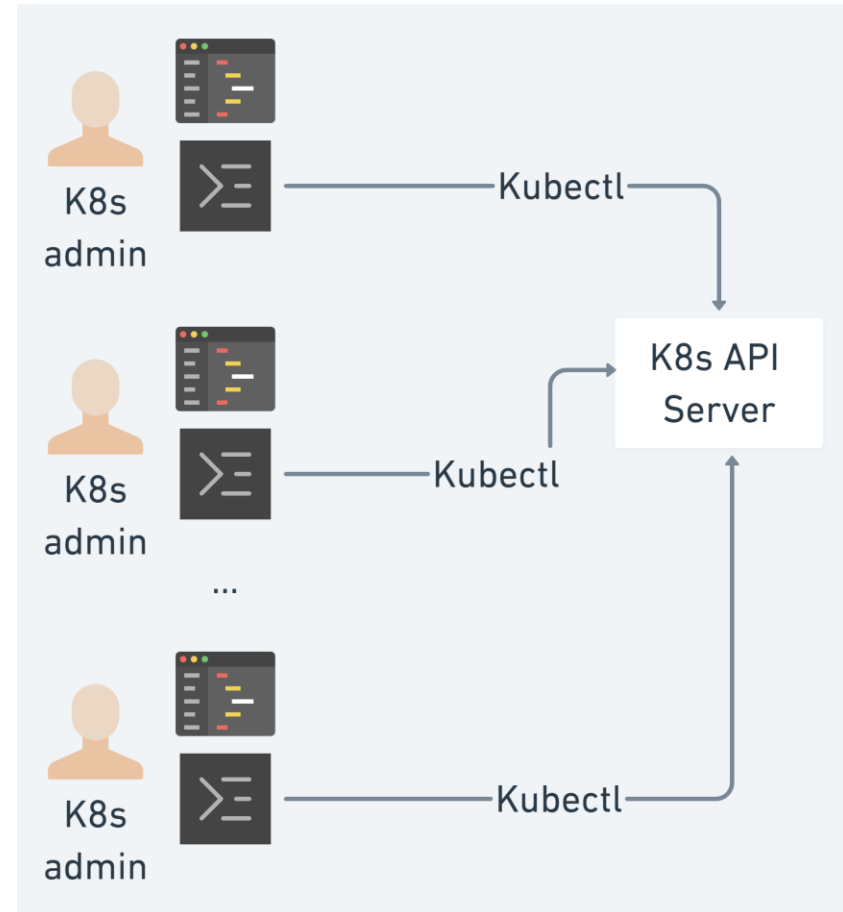 K8s
admin
Kubectl
K8s API
Server
K8s
admin
Kubectl
...
K8s
admin
Kubectl